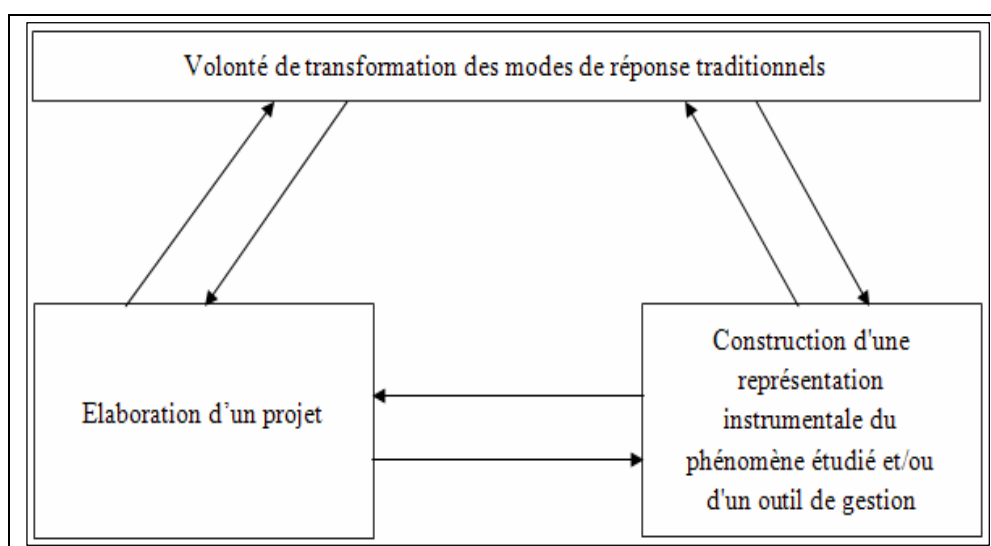 Volonté de transformation des modes de réponse traditionnels
Elaboration d’un projet
Construction d'une
représentation
instrumentale du
phénomène étudié et/ou
d'un outil de gestion